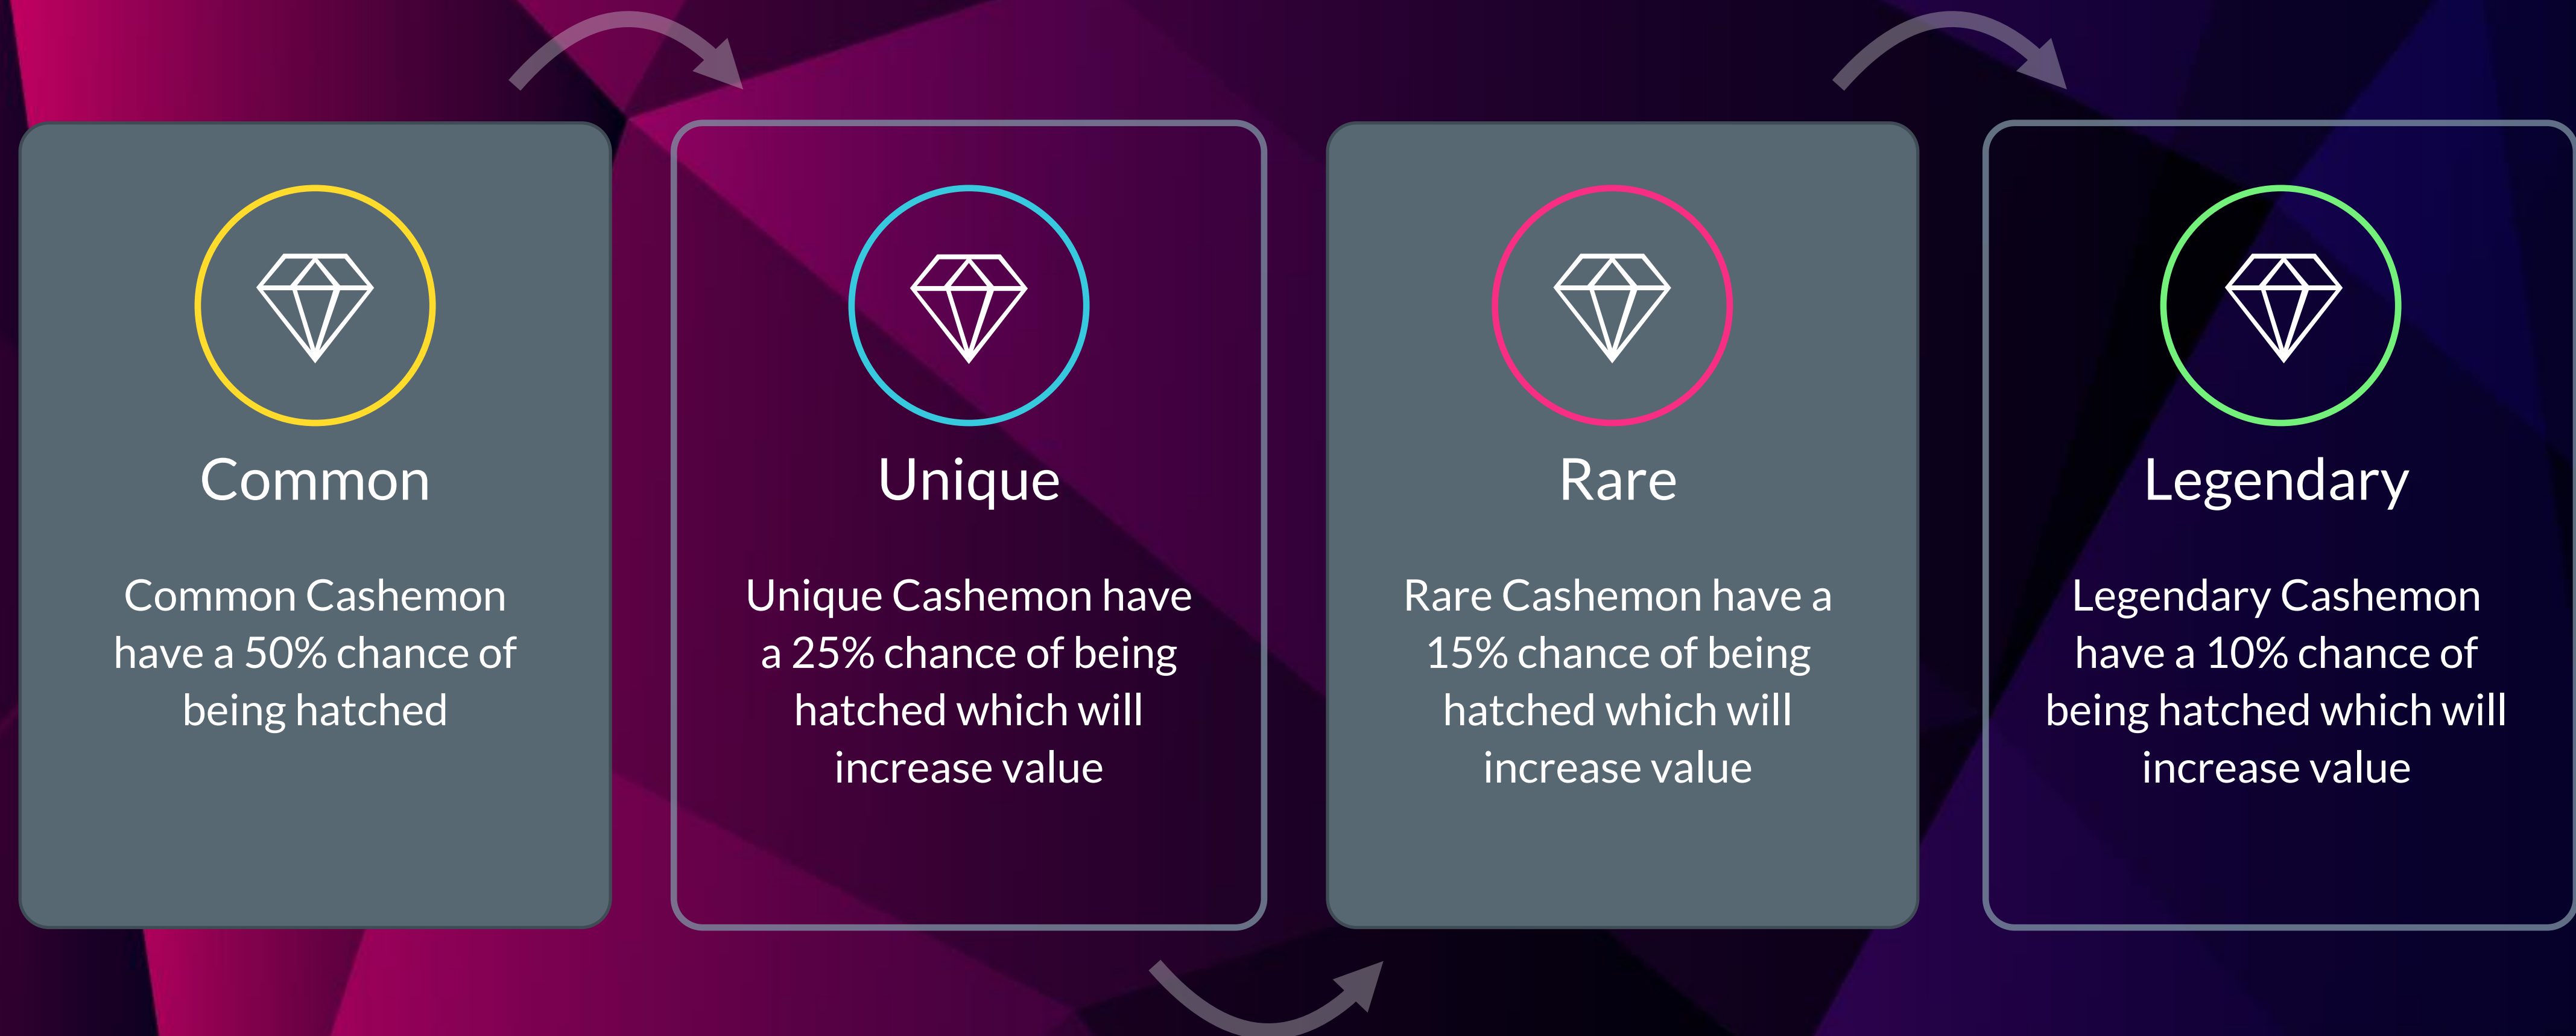 Common
Common Cashemon
have a 50% chance of
being hatched
Unique
Unique Cashemon have
a 25% chance of being
hatched which will
increase value
Rare
Rare Cashemon have a
15% chance of being
hatched which will
increase value
Legendary
Legendary Cashemon
have a 10% chance of
being hatched which will
increase value